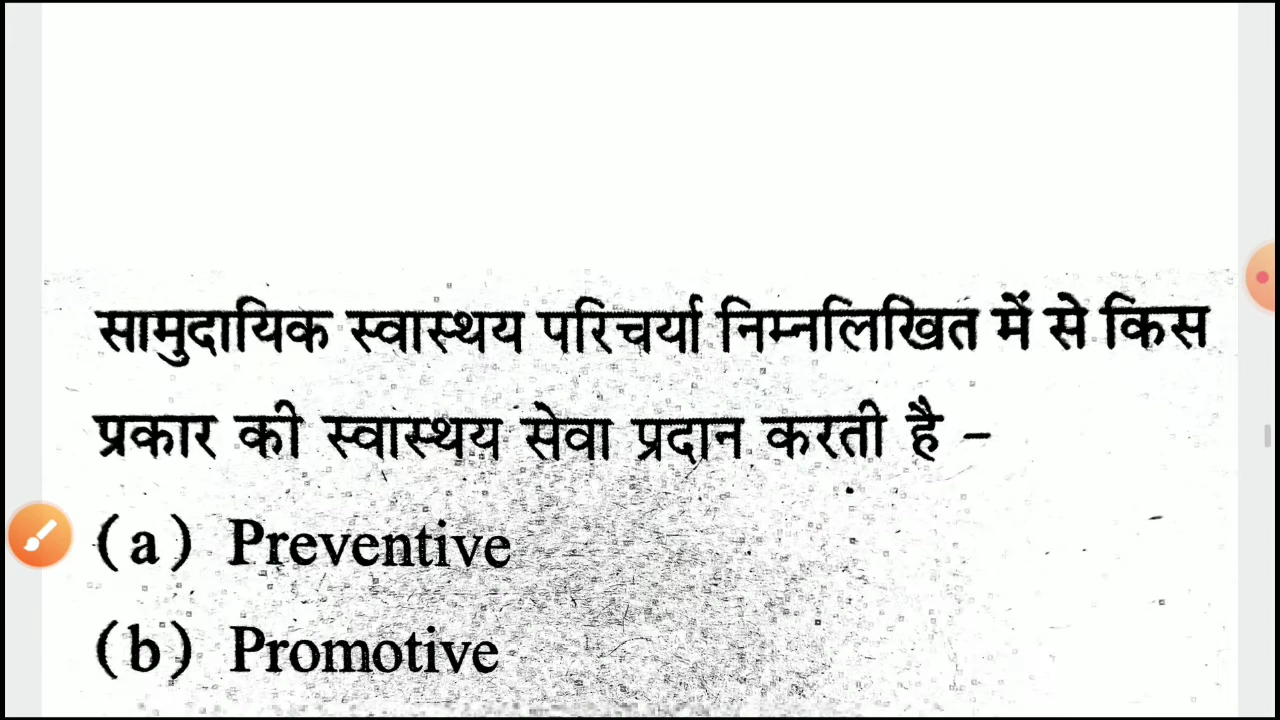 सामुदायिक स्वास्थय परिचर्या निम्नलिखित में से किस
प्रकार की स्वास्थय सेवा प्रदान करती है –
(a) Preventive
(b) Promotive